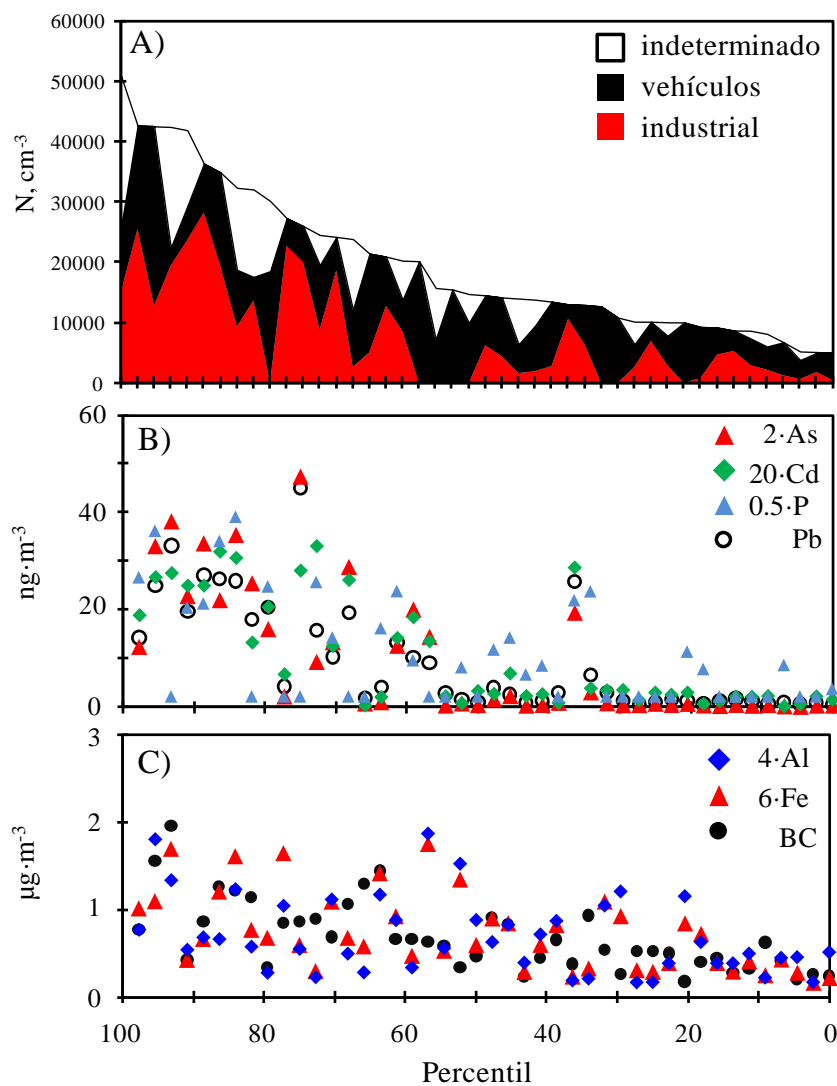 A)
indeterminado
vehículos
industrial
N, cm-3
60000
50000
40000
30000
20000
10000
0
B)
2·As
20·Cd
0.5·P
Pb
ng·m-3
60
40
20
0
C)
4·Al
6·Fe
BC
µg·m-3
3
2
1
0
100 80 60 40 20 0
Percentil